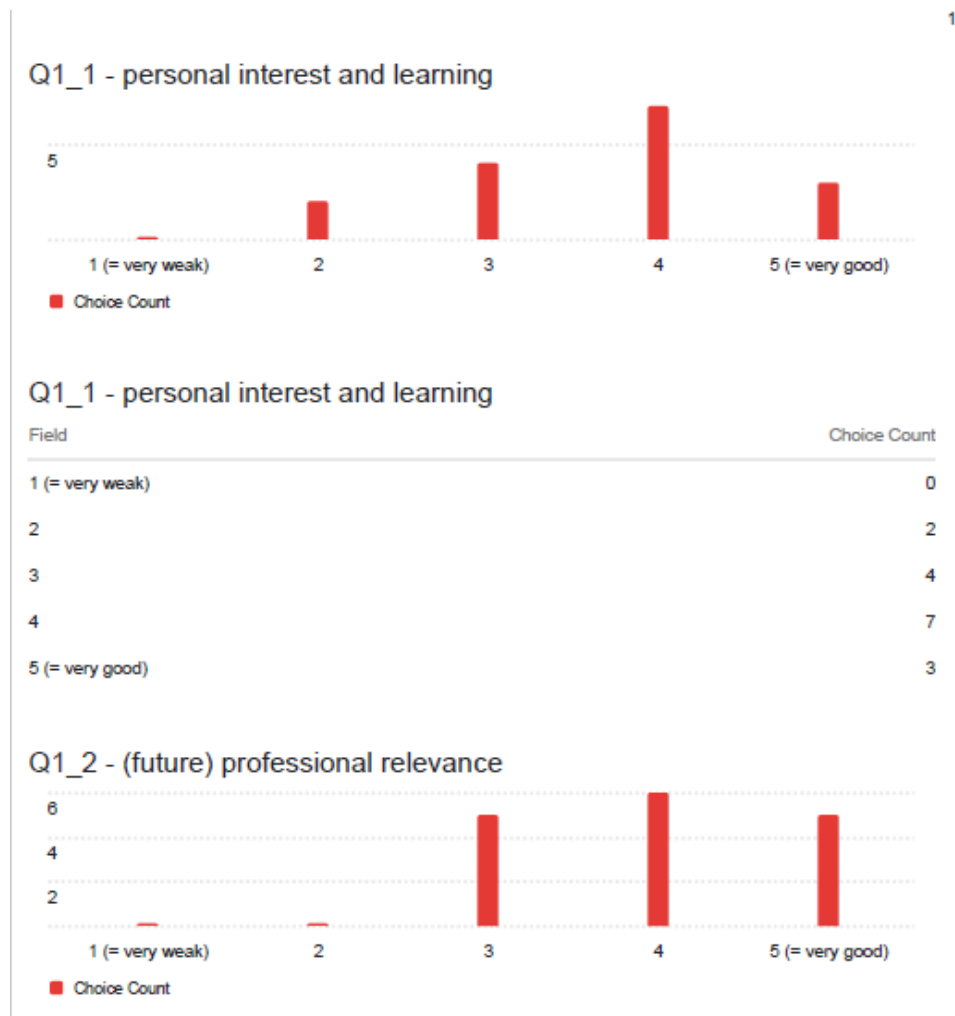 1
Q1_1 - personal interest and learning
5
1 (= very weak) 2 3 4 5 (= very good)
Choice Count
Q1_1 - personal interest and learning
Field Choice Count
1 (= very weak) 0
2 2
3 4
4 7
5 (= very good) 3
Q1_2 - (future) professional relevance
6
4
2
1 (= very weak) 2 3 4 5 (= very good)
Choice Count